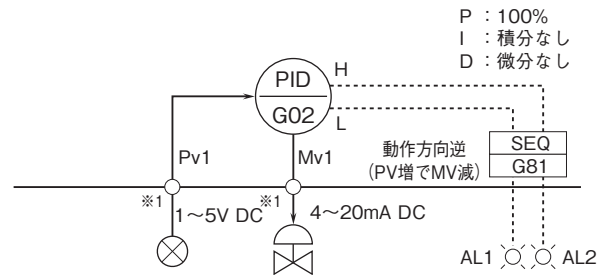 P ：100%
I ：積分なし
D ：微分なし
PID
G02
H
L
動作方向逆
(PV増でMV減)
SEQ
G81
Pv1
Mv1
※1
※1
1～5V DC
4～20mA DC
AL1
AL2